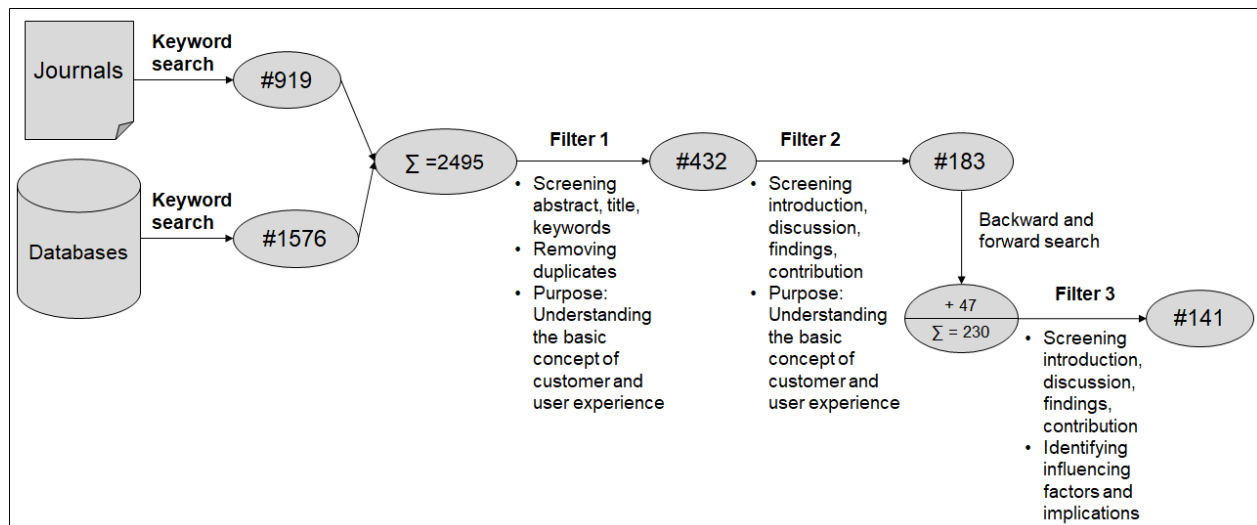 Journals
Keyword
search
#919
Databases
Keyword
search
#1576
∑ =2495
Filter 1
• Screening
abstract, title,
keywords
• Removing
duplicates
• Purpose:
Understanding
the basic
concept of
customer and
user experience
#432
Filter 2
• Screening
introduction,
discussion,
findings,
contribution
• Purpose:
Understanding
the basic
concept of
customer and
user experience
#183
Backward and
forward search
+ 47
∑ = 230
Filter 3
• Screening
introduction,
discussion,
findings,
contribution
• Identifying
influencing
factors and
implications
#141